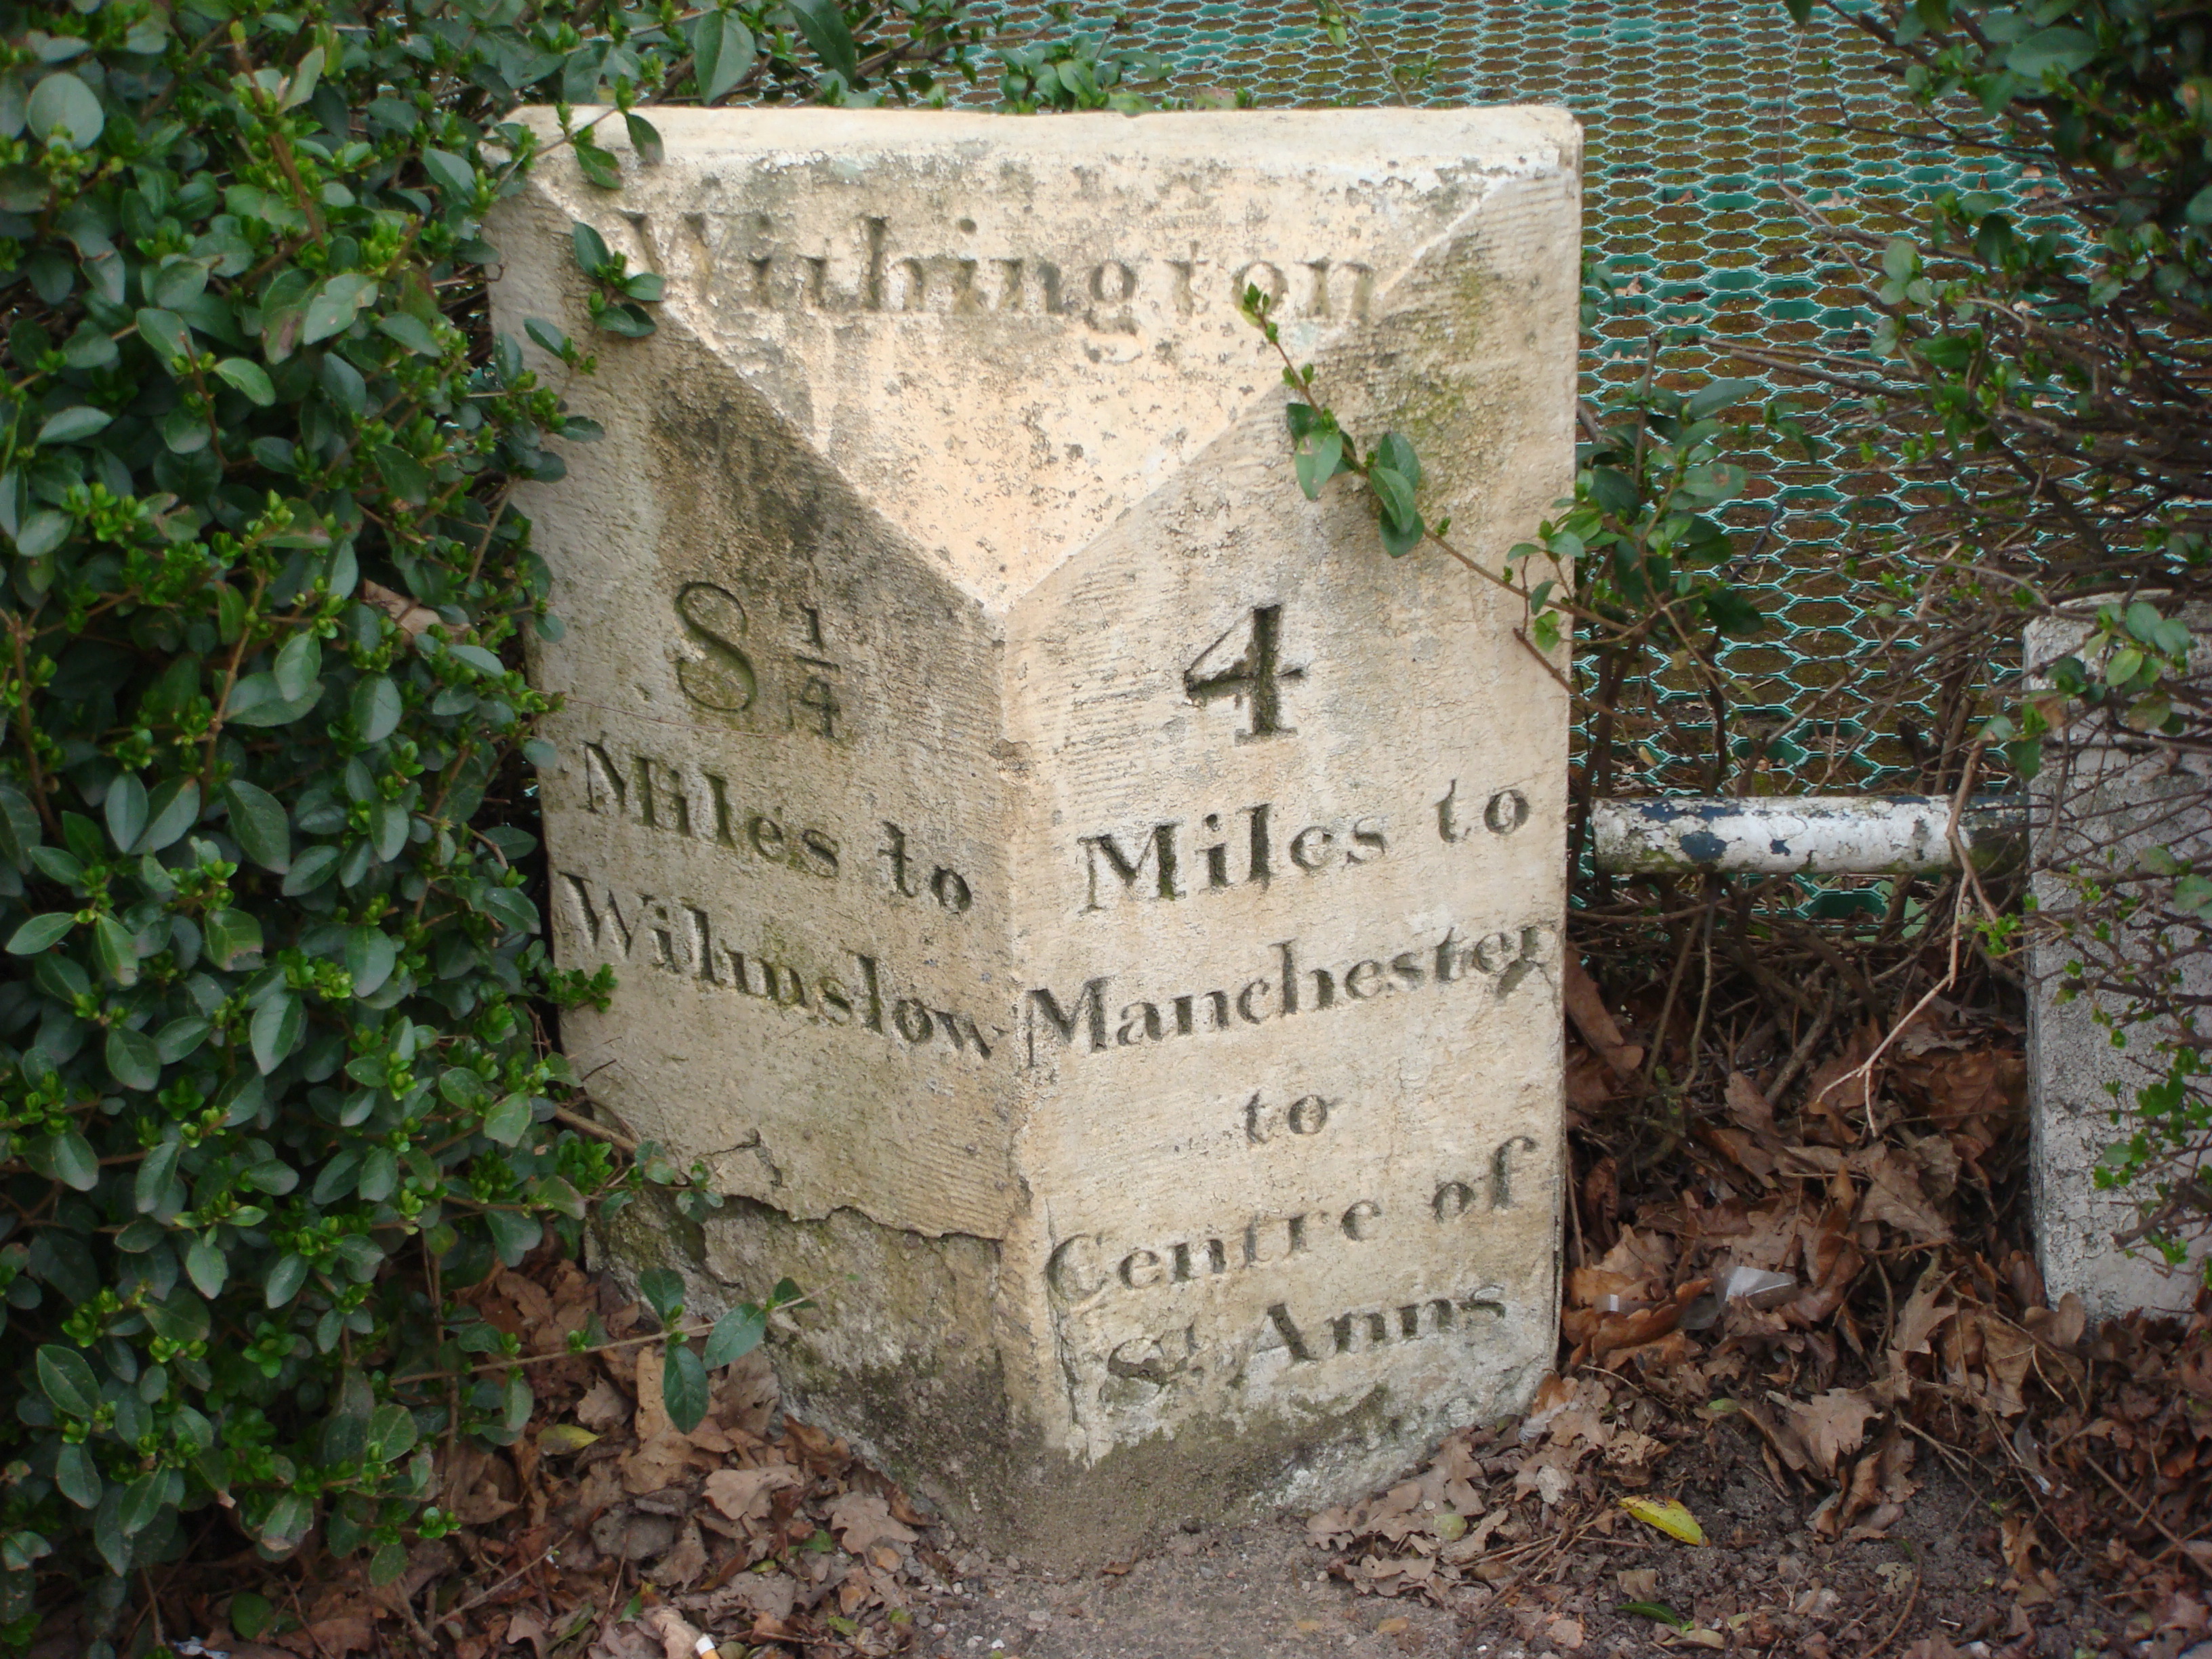 Withington
8 1/4
Miles to
Wilmslow
4
Miles to
Manchester
to
Centre of
St. Anns